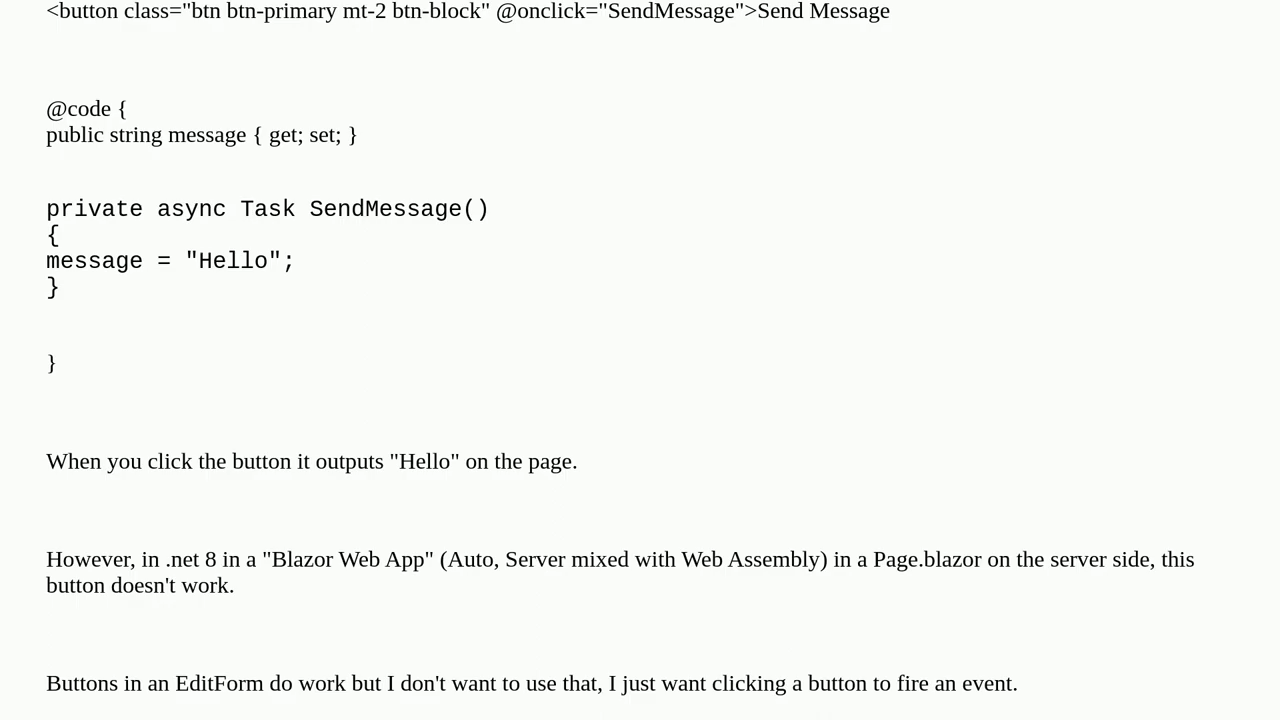 <button class="btn btn-primary mt-2 btn-block" @onclick="SendMessage">Send Message
@code {
public string message { get; set; }
private async Task SendMessage()
{
message = "Hello";
}
}
When you click the button it outputs "Hello" on the page.
However, in .net 8 in a "Blazor Web App" (Auto, Server mixed with Web Assembly) in a Page.blazor on the server side, this
button doesn't work.
Buttons in an EditForm do work but I don't want to use that, I just want clicking a button to fire an event.